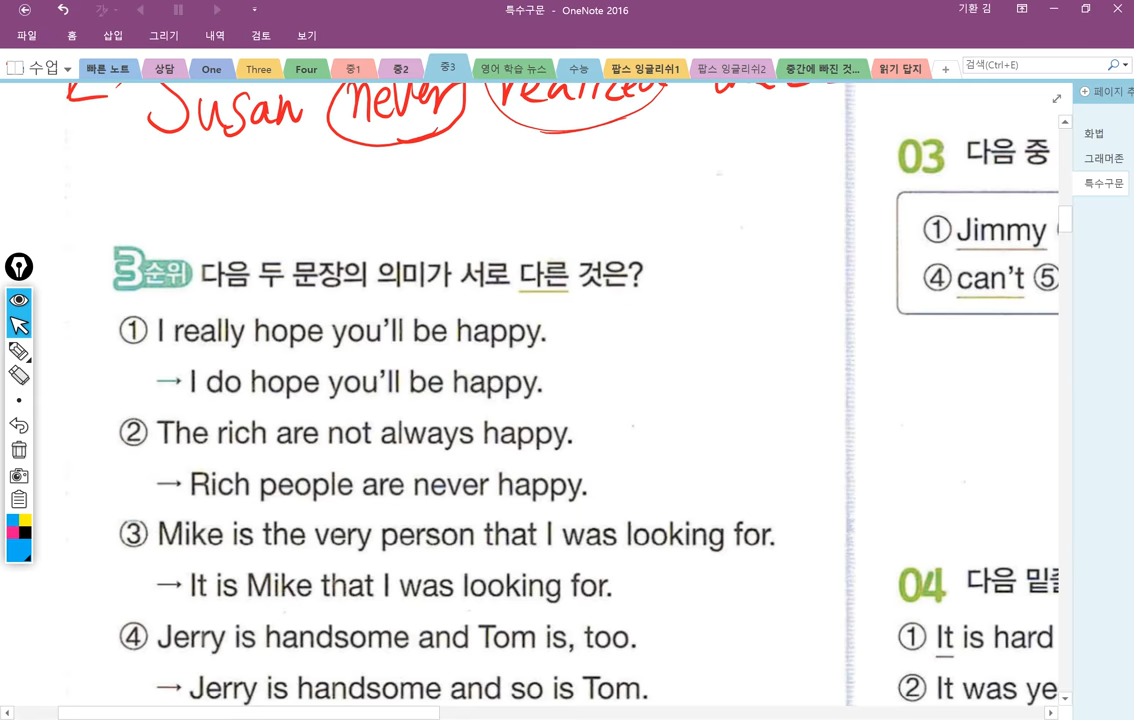 특수구문 - OneNote 2016
기환 김
파일 홈 삽입 그리기 내역 검토 보기
수업 빠른 노트 상담 One Three Four 중1 중2 중3 영어 학습 뉴스 수능 팝스 잉글리쉬1 팝스 잉글리쉬2 중간에 빠진 것... 읽기 답지 + 검색(Ctrl+E)
페이지 추
화법
그래머존
특수구문
Susan never realized
3순위 다음 두 문장의 의미가 서로 다른 것은?
① I really hope you'll be happy.
→ I do hope you'll be happy.
② The rich are not always happy.
→ Rich people are never happy.
③ Mike is the very person that I was looking for.
→ It is Mike that I was looking for.
④ Jerry is handsome and Tom is, too.
→ Jerry is handsome and so is Tom.
03 다음 중
① Jimmy
④ can't ⑤
04 다음 밑줄
① It is hard
② It was ye